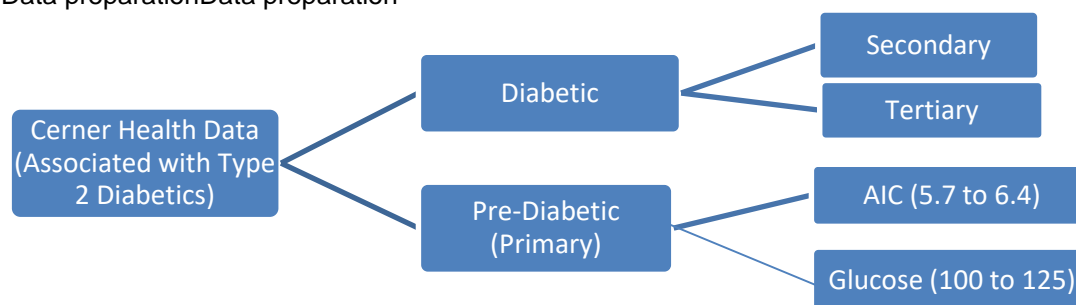 Data preparationData preparation
Secondary
Diabetic
Tertiary
Cerner Health Data
(Associated with Type
2 Diabetics)
Pre-Diabetic
(Primary)
AIC (5.7 to 6.4)
Glucose (100 to 125)